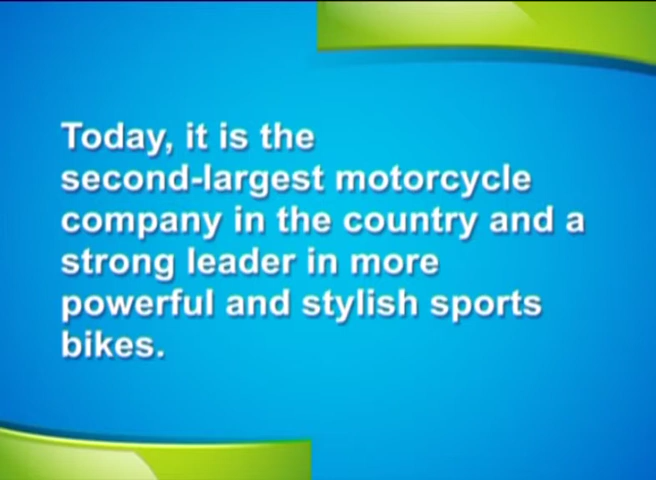 Today, it is the
second-largest motorcycle
company in the country and a
strong leader in more
powerful and stylish sports
bikes.